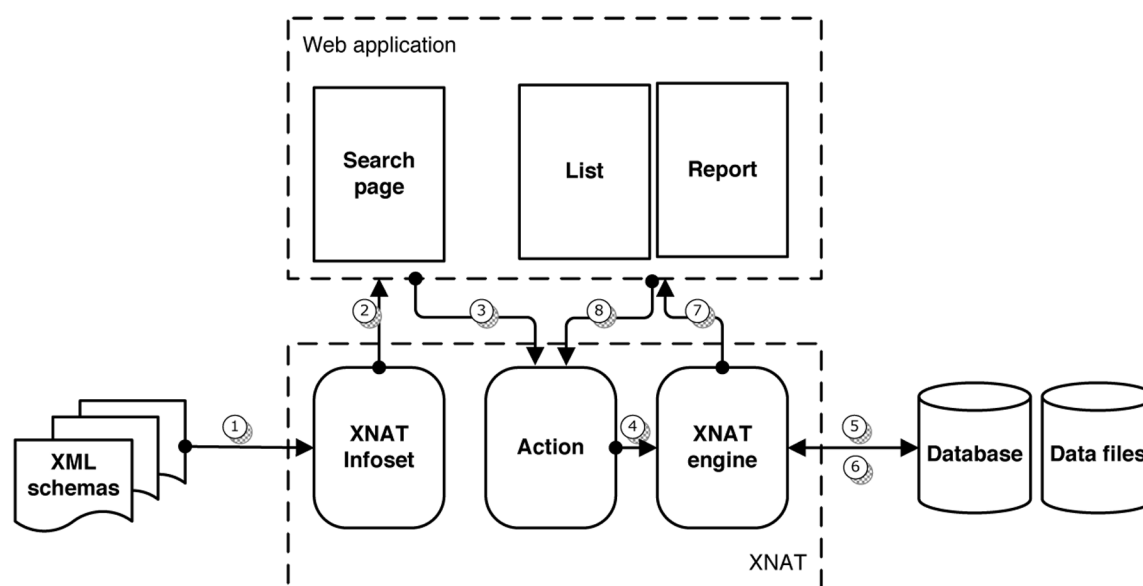 Web application
Search
page
List
Report
2
3
8
7
1
XML
schemas
XNAT
Infoset
Action
4
XNAT
engine
5
6
Database
Data files
XNAT